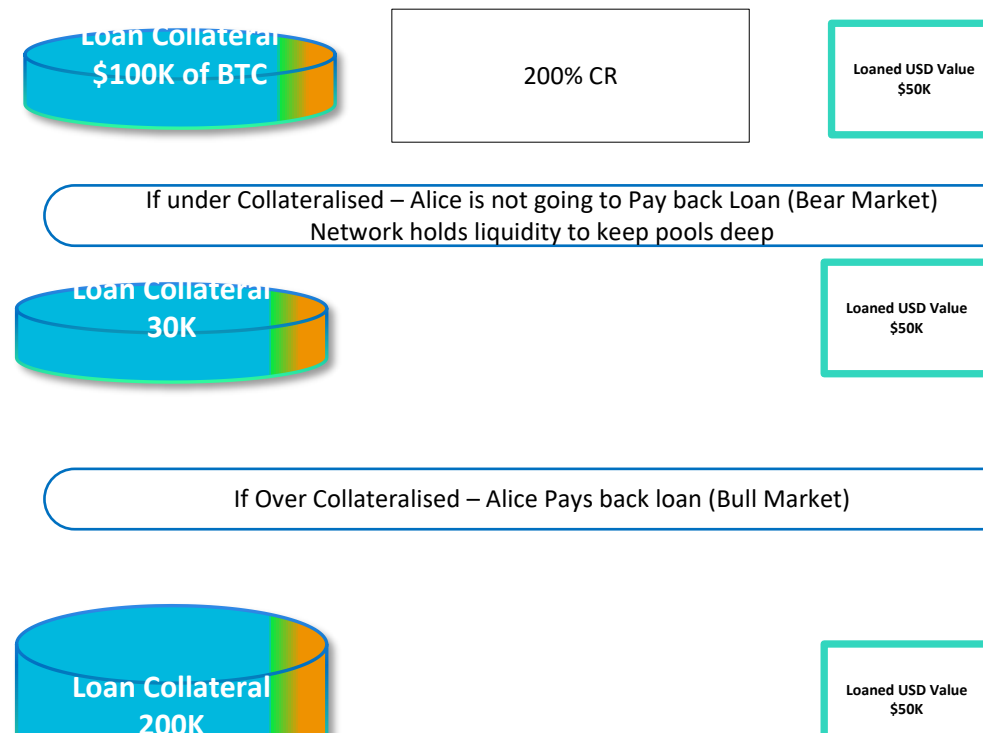 Loan Collateral
$100K of BTC
200% CR
Loaned USD Value
$50K
If under Collateralised – Alice is not going to Pay back Loan (Bear Market)
Network holds liquidity to keep pools deep
Loan Collateral
30K
Loaned USD Value
$50K
If Over Collateralised – Alice Pays back loan (Bull Market)
Loan Collateral
200K
Loaned USD Value
$50K